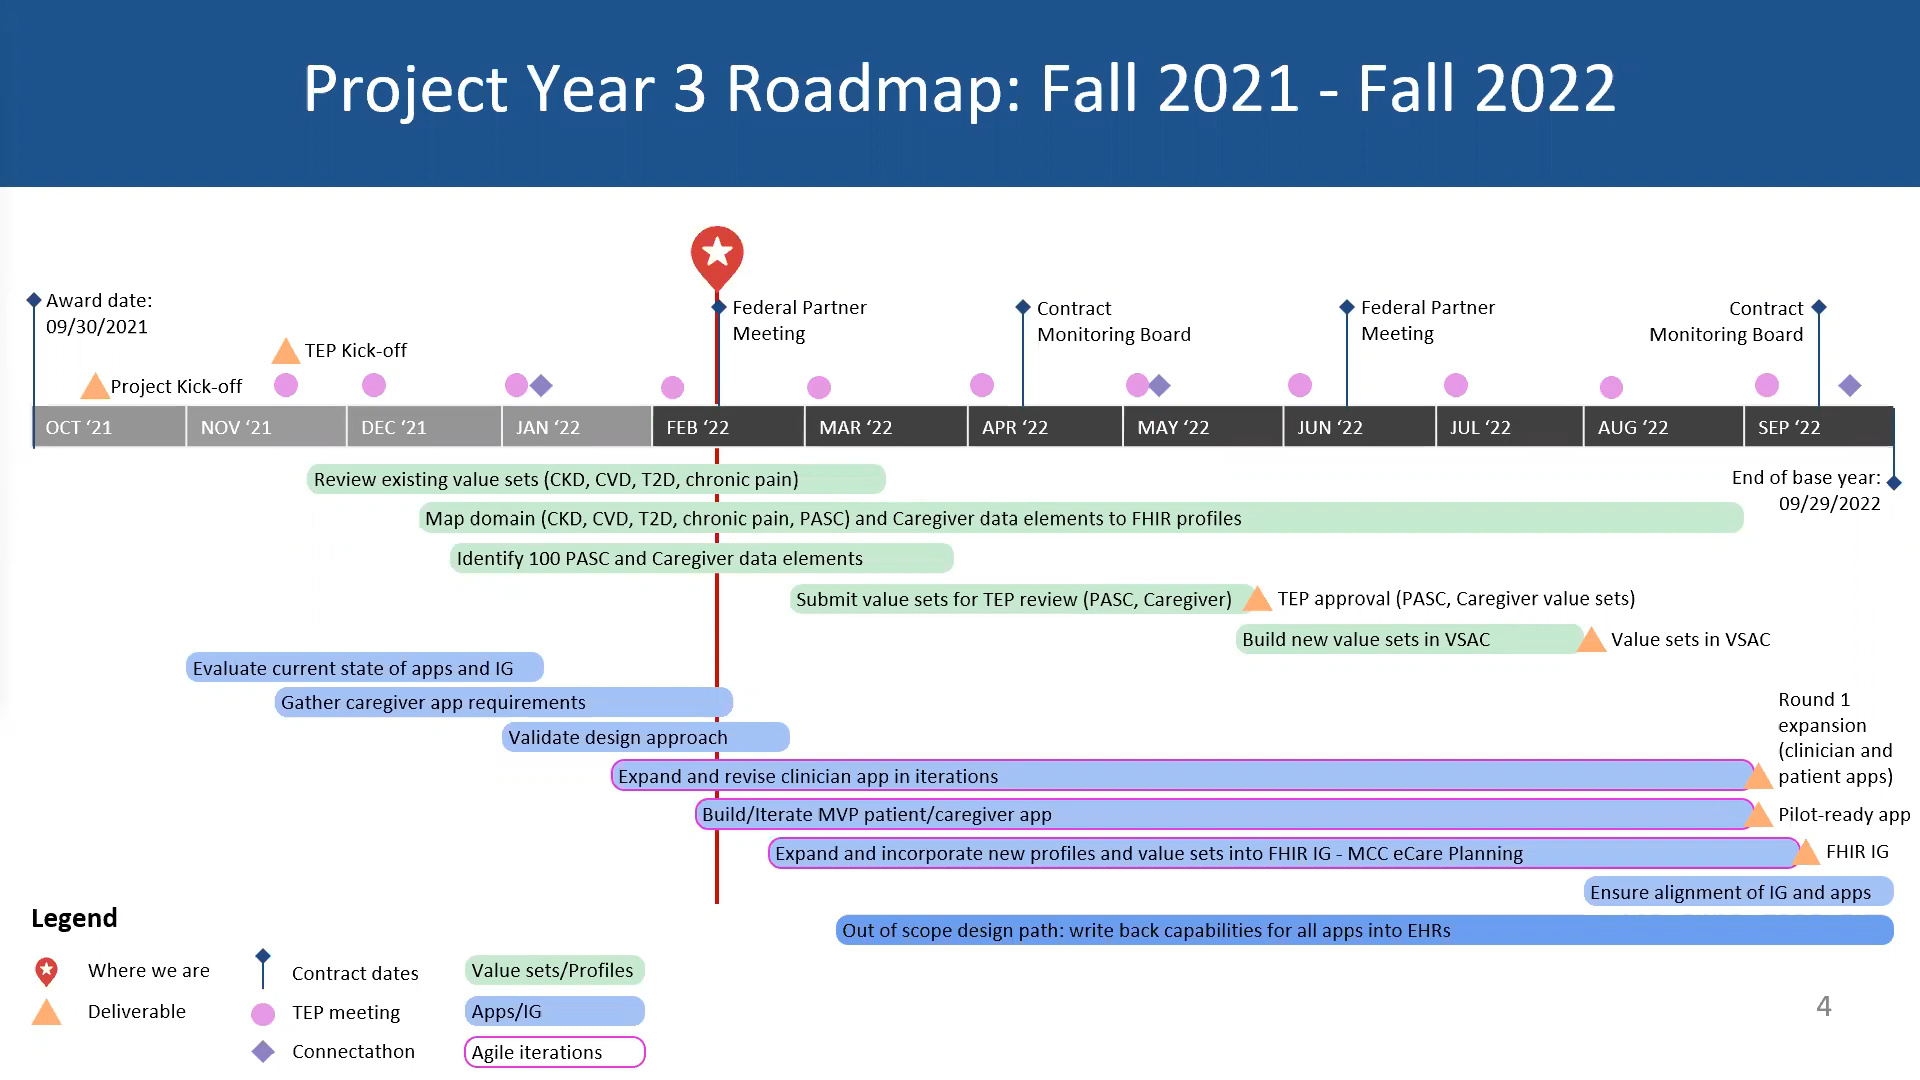 Project Year 3 Roadmap: Fall 2021 - Fall 2022
Award date:
09/30/2021
Project Kick-off
TEP Kick-off
Federal Partner
Meeting
Contract
Monitoring Board
Federal Partner
Meeting
Contract
Monitoring Board
OCT ‘21
NOV ‘21
DEC ‘21
JAN ‘22
FEB ‘22
MAR ‘22
APR ‘22
MAY ‘22
JUN ‘22
JUL ‘22
AUG ‘22
SEP ‘22
End of base year:
09/29/2022
Review existing value sets (CKD, CVD, T2D, chronic pain)
Map domain (CKD, CVD, T2D, chronic pain, PASC) and Caregiver data elements to FHIR profiles
Identify 100 PASC and Caregiver data elements
Submit value sets for TEP review (PASC, Caregiver)
TEP approval (PASC, Caregiver value sets)
Build new value sets in VSAC
Value sets in VSAC
Evaluate current state of apps and IG
Gather caregiver app requirements
Validate design approach
Expand and revise clinician app in iterations
Round 1
expansion
(clinician and
patient apps)
Build/Iterate MVP patient/caregiver app
Pilot-ready app
Expand and incorporate new profiles and value sets into FHIR IG - MCC eCare Planning
FHIR IG
Ensure alignment of IG and apps
Out of scope design path: write back capabilities for all apps into EHRs
Legend
Where we are
Deliverable
Contract dates
TEP meeting
Connectathon
Value sets/Profiles
Apps/IG
Agile iterations
4